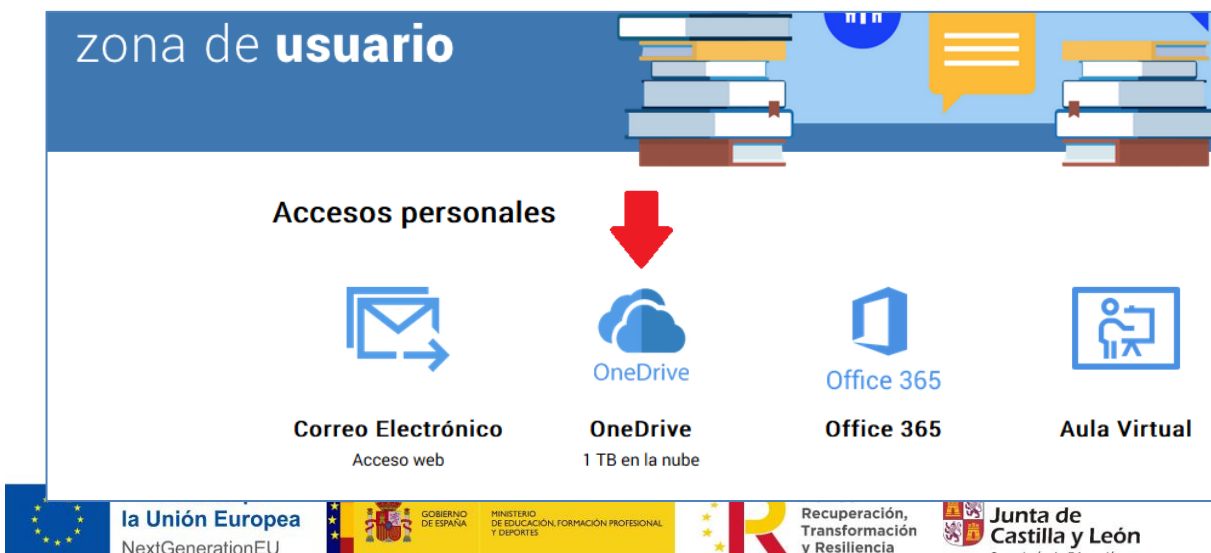 zona de usuario
Accesos personales
OneDrive
Office 365
Correo Electrónico
OneDrive
Office 365
Aula Virtual
Acceso web
1 TB en la nube
la Unión Europea
NextGenerationEU
GOBIERNO
DE ESPAÑA
MINISTERIO
DE EDUCACIÓN, FORMACIÓN PROFESIONAL
Y DEPORTES
Recuperación,
Transformación
y Resiliencia
Junta de
Castilla y León